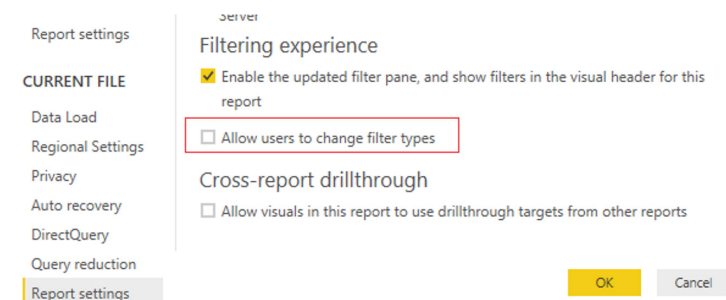 Server
Report settings
Filtering experience
CURRENT FILE
Enable the updated filter pane, and show filters in the visual header for this
report
Data Load
Allow users to change filter types
Regional Settings
Privacy
Cross-report drillthrough
Auto recovery
Allow visuals in this report to use drillthrough targets from other reports
DirectQuery
Query reduction
Report settings
OK
Cancel